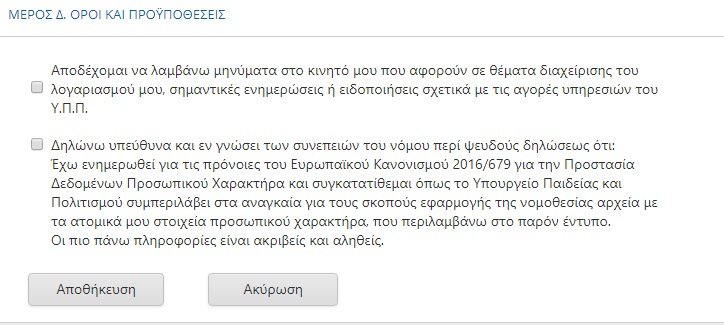 ΜΕΡΟΣ Δ. ΟΡΟΙ ΚΑΙ ΠΡΟΫΠΟΘΕΣΕΙΣ
Αποδέχομαι να λαμβάνω μηνύματα στο κινητό μου που αφορούν σε θέματα διαχείρισης του
λογαριασμού μου, σημαντικές ενημερώσεις ή ειδοποιήσεις σχετικά με τις αγορές υπηρεσιών του
Υ.Π.Π.
Δηλώνω υπεύθυνα και εν γνώσει των συνεπειών του νόμου περί ψευδούς δηλώσεως ότι:
Έχω ενημερωθεί για τις πρόνοιες του Ευρωπαϊκού Κανονισμού 2016/679 για την Προστασία
Δεδομένων Προσωπικού Χαρακτήρα και συγκατατίθεμαι όπως το Υπουργείο Παιδείας και
Πολιτισμού συμπεριλάβει στα αναγκαία για τους σκοπούς εφαρμογής της νομοθεσίας αρχεία με
τα ατομικά μου στοιχεία προσωπικού χαρακτήρα, που περιλαμβάνω στο παρόν έντυπο.
Οι πιο πάνω πληροφορίες είναι ακριβείς και αληθείς.
Αποθήκευση Ακύρωση